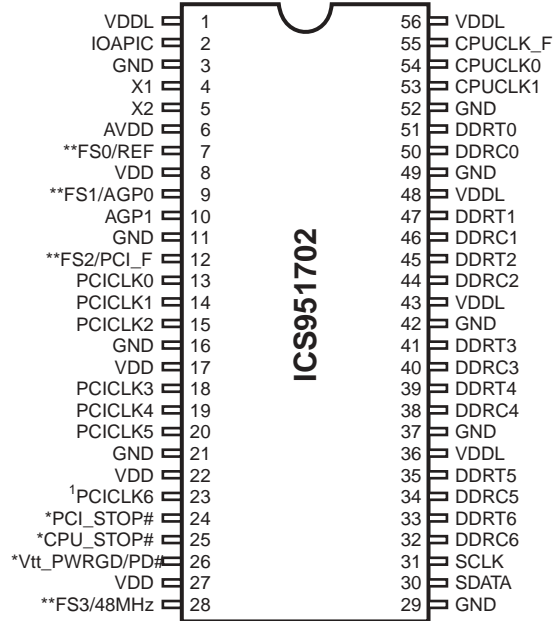 VDDL 1 56 VDDL
IOAPIC 2 55 CPUCLK_F
GND 3 54 CPUCLK0
X1 4 53 CPUCLK1
X2 5 52 GND
AVDD 6 51 DDRT0
**FS0/REF 7 50 DDRC0
VDD 8 49 GND
**FS1/AGP0 9 48 VDDL
AGP1 10 47 DDRT1
GND 11 46 DDRC1
**FS2/PCI_F 12 45 DDRT2
PCICLK0 13 44 DDRC2
PCICLK1 14 43 VDDL
PCICLK2 15 42 GND
GND 16 41 DDRT3
VDD 17 40 DDRC3
PCICLK3 18 39 DDRT4
PCICLK4 19 38 DDRC4
PCICLK5 20 37 GND
GND 21 36 VDDL
VDD 22 35 DDRT5
¹PCICLK6 23 34 DDRC5
*PCI_STOP# 24 33 DDRT6
*CPU_STOP# 25 32 DDRC6
*Vtt_PWRGD/PD# 26 31 SCLK
VDD 27 30 SDATA
**FS3/48MHz 28 29 GND
ICS951702